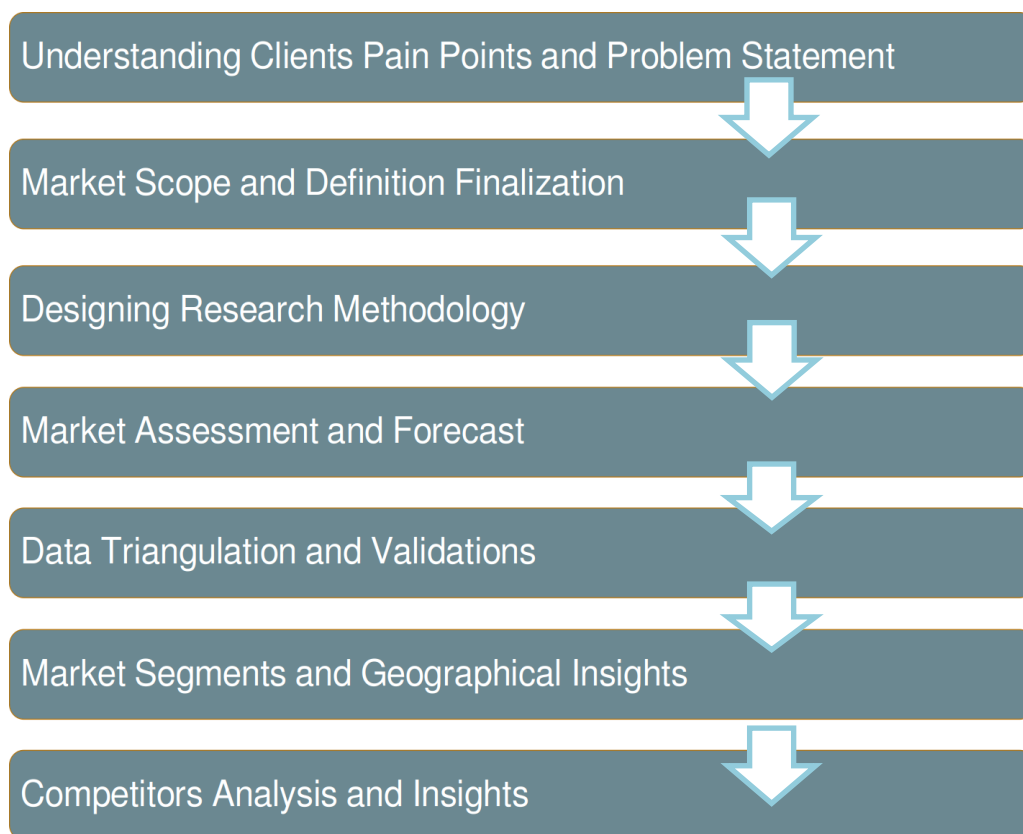 Understanding Clients Pain Points and Problem Statement
Market Scope and Definition Finalization
Designing Research Methodology
Market Assessment and Forecast
Data Triangulation and Validations
Market Segments and Geographical Insights
Competitors Analysis and Insights